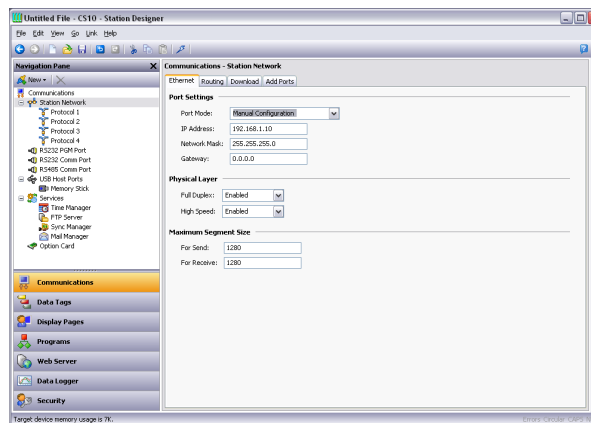 Untitled File - CS10 - Station Designer
File Edit View Go Link Help
Navigation Pane
New
Communications
Station Network
Protocol 1
Protocol 2
Protocol 3
Protocol 4
RS232 PGM Port
RS232 Comm Port
RS485 Comm Port
USB Host Ports
Memory Stick
Services
Time Manager
FTP Server
Sync Manager
Mail Manager
Option Card
Communications
Data Tags
Display Pages
Programs
Web Server
Data Logger
Security
Communications - Station Network
Ethernet Routing Download Add Ports
Port Settings
Port Mode: Manual Configuration
IP Address: 192.168.1.10
Network Mask: 255.255.255.0
Gateway: 0.0.0.0
Physical Layer
Full Duplex: Enabled
High Speed: Enabled
Maximum Segment Size
For Send: 1280
For Receive: 1280
Target device memory usage is 7K.
Errors Circular CAPS